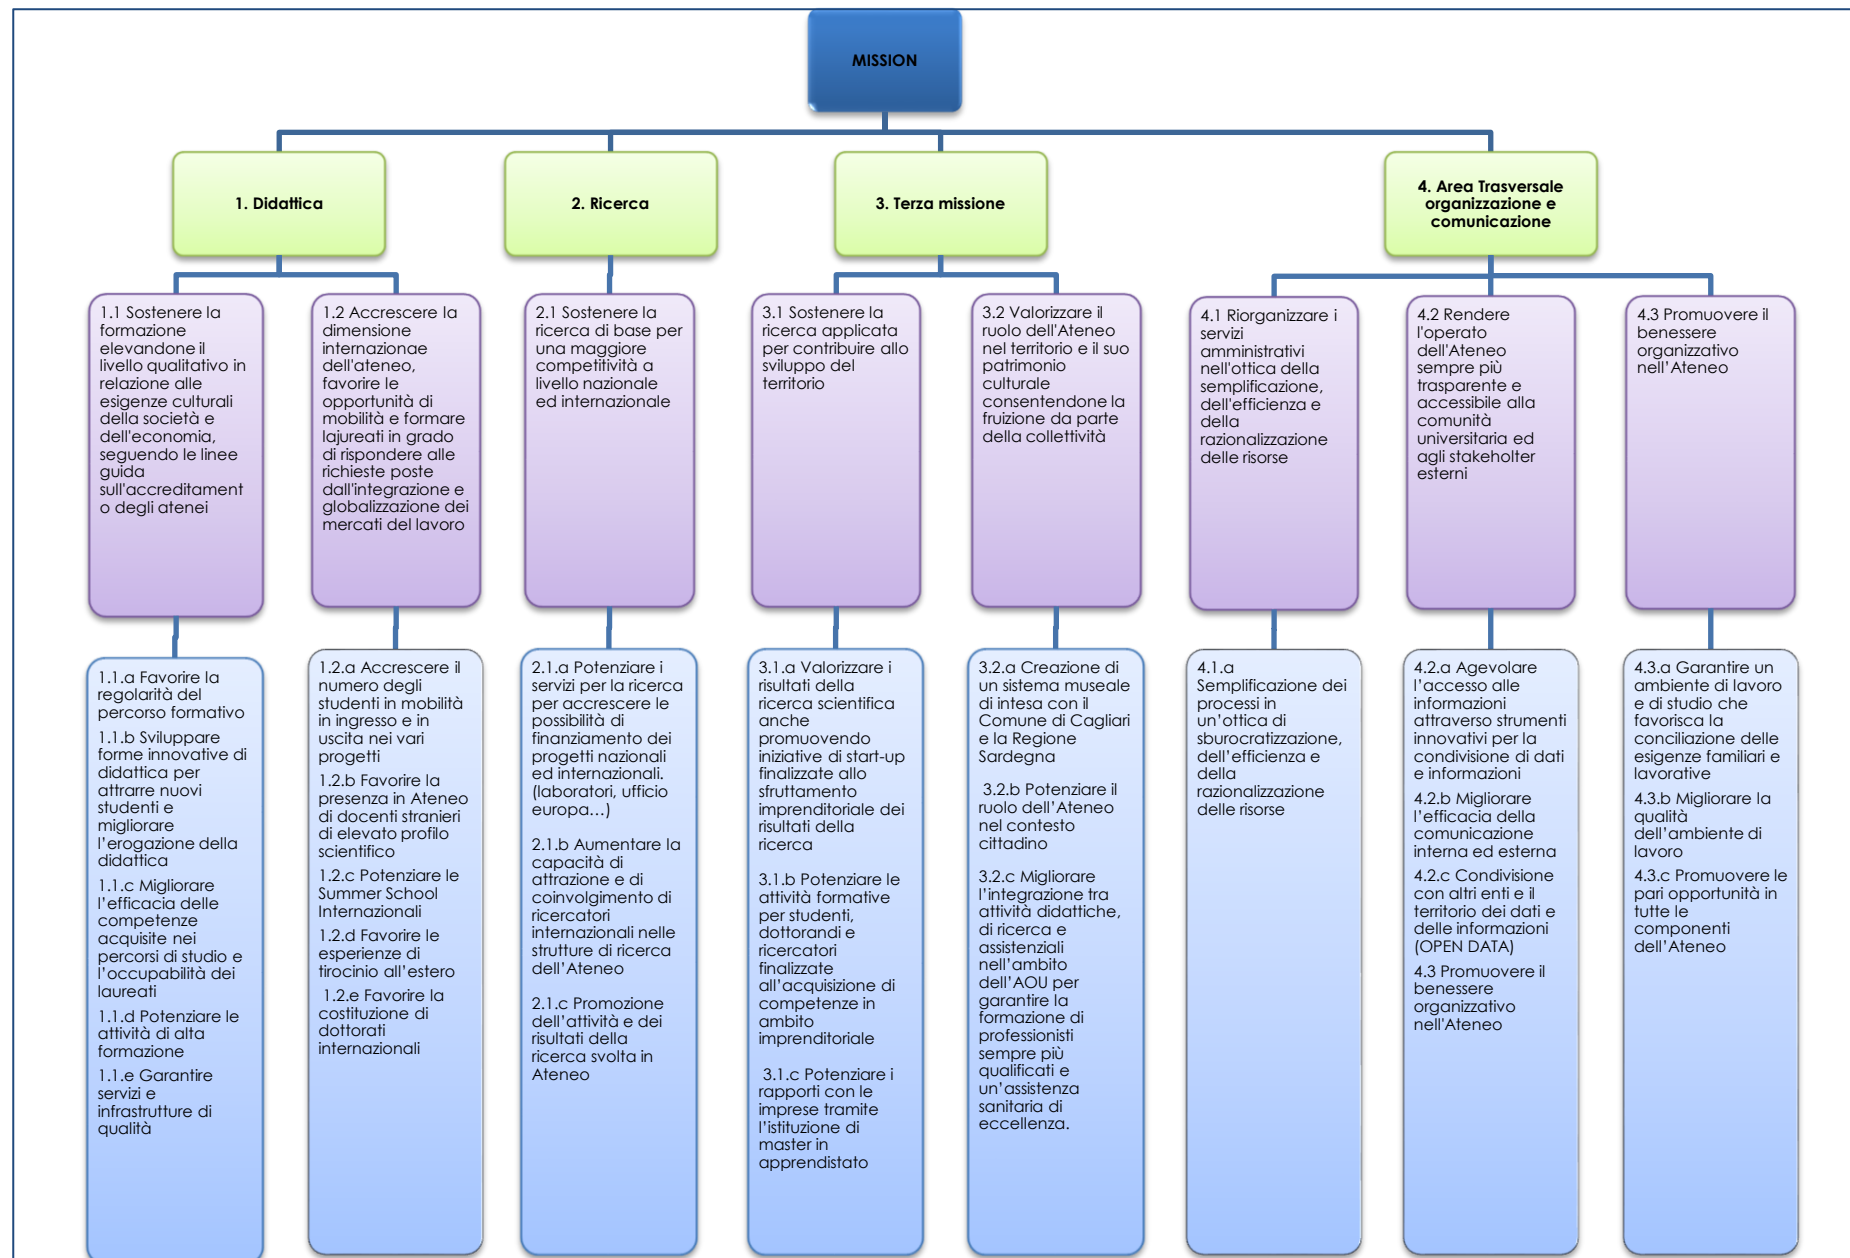 MISSION
1. Didattica
2. Ricerca
3. Terza missione
4. Area Trasversale
organizzazione e
comunicazione
1.1 Sostenere la
formazione
elevandone il
livello qualitativo in
relazione alle
esigenze culturali
della società e
dell'economia,
seguendo le linee
guida
sull'accreditament
o degli atenei
1.2 Accrescere la
dimensione
internazionae
dell'ateneo,
favorire le
opportunità di
mobilità e formare
lajureati in grado
di rispondere alle
richieste poste
dall'integrazione e
globalizzazione dei
mercati del lavoro
2.1 Sostenere la
ricerca di base per
una maggiore
competitività a
livello nazionale
ed internazionale
3.1 Sostenere la
ricerca applicata
per contribuire allo
sviluppo del
territorio
3.2 Valorizzare il
ruolo dell'Ateneo
nel territorio e il suo
patrimonio
culturale
consentendone la
fruizione da parte
della collettività
4.1 Riorganizzare i
servizi
amministrativi
nell'ottica della
semplificazione,
dell'efficienza e
della
razionalizzazione
delle risorse
4.2 Rendere
l'operato
dell'Ateneo
sempre più
trasparente e
accessibile alla
comunità
universitaria ed
agli stakeholter
esterni
4.3 Promuovere il
benessere
organizzativo
nell'Ateneo
1.1.a Favorire la
regolarità del
percorso formativo
1.1.b Sviluppare
forme innovative di
didattica per
attrarre nuovi
studenti e
migliorare
l'erogazione della
didattica
1.1.c Migliorare
l'efficacia delle
competenze
acquisite nei
percorsi di studio e
l'occupabilità dei
laureati
1.1.d Potenziare le
attività di alta
formazione
1.1.e Garantire
servizi e
infrastrutture di
qualità
1.2.a Accrescere il
numero degli
studenti in mobilità
in ingresso e in
uscita nei vari
progetti
1.2.b Favorire la
presenza in Ateneo
di docenti stranieri
di elevato profilo
scientifico
1.2.c Potenziare le
Summer School
Internazionali
1.2.d Favorire le
esperienze di
tirocinio all'estero
1.2.e Favorire la
costituzione di
dottorati
internazionali
2.1.a Potenziare i
servizi per la ricerca
per accrescere le
possibilità di
finanziamento dei
progetti nazionali
ed internazionali.
(laboratori, ufficio
europa…)
2.1.b Aumentare la
capacità di
attrazione e di
coinvolgimento di
ricercatori
internazionali nelle
strutture di ricerca
dell'Ateneo
2.1.c Promozione
dell'attività e dei
risultati della
ricerca svolta in
Ateneo
3.1.a Valorizzare i
risultati della
ricerca scientifica
anche
promuovendo
iniziative di start-up
finalizzate allo
sfruttamento
imprenditoriale dei
risultati della
ricerca
3.1.b Potenziare le
attività formative
per studenti,
dottorandi e
ricercatori
finalizzate
all'acquisizione di
competenze in
ambito
imprenditoriale
3.1.c Potenziare i
rapporti con le
imprese tramite
l'istituzione di
master in
apprendistato
3.2.a Creazione di
un sistema museale
di intesa con il
Comune di Cagliari
e la Regione
Sardegna
3.2.b Potenziare il
ruolo dell'Ateneo
nel contesto
cittadino
3.2.c Migliorare
l'integrazione tra
attività didattiche,
di ricerca e
assistenziali
nell'ambito
dell'AOU per
garantire la
formazione di
professionisti
sempre più
qualificati e
un'assistenza
sanitaria di
eccellenza.
4.1.a
Semplificazione dei
processi in
un'ottica di
sburocratizzazione,
dell'efficienza e
della
razionalizzazione
delle risorse
4.2.a Agevolare
l'accesso alle
informazioni
attraverso strumenti
innovativi per la
condivisione di dati
e informazioni
4.2.b Migliorare
l'efficacia della
comunicazione
interna ed esterna
4.2.c Condivisione
con altri enti e il
territorio dei dati e
delle informazioni
(OPEN DATA)
4.3 Promuovere il
benessere
organizzativo
nell'Ateneo
4.3.a Garantire un
ambiente di lavoro
e di studio che
favorisca la
conciliazione delle
esigenze familiari e
lavorative
4.3.b Migliorare la
qualità
dell'ambiente di
lavoro
4.3.c Promuovere le
pari opportunità in
tutte le
componenti
dell'Ateneo